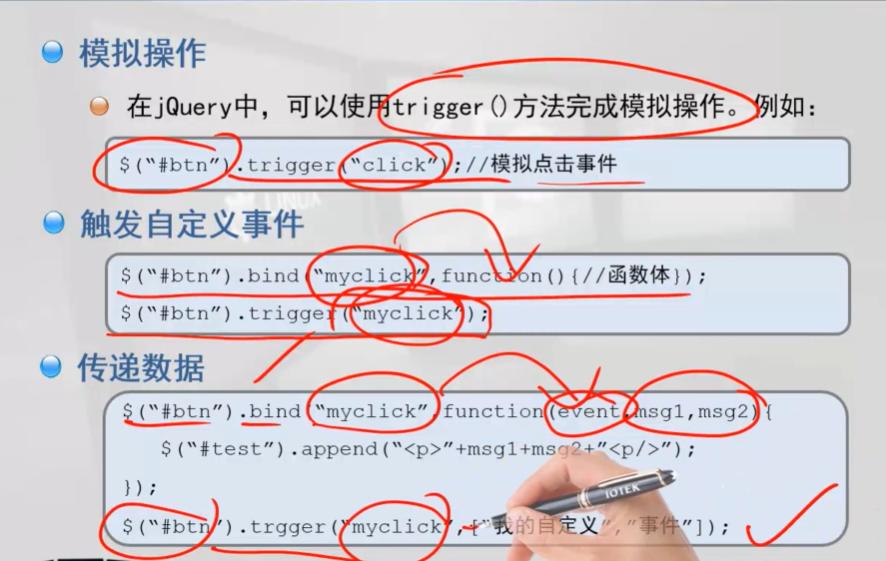 模拟操作
在jQuery中，可以使用trigger()方法完成模拟操作。例如：
$(“#btn”).trigger(“click”);//模拟点击事件
触发自定义事件
$(“#btn”).bind(“myclick”,function(){//函数体});
$(“#btn”).trigger(“myclick”);
传递数据
$(“#btn”).bind(“myclick”,function(event,msg1,msg2){
$(“#test”).append(“<p>”+msg1+msg2+”<p/>”);
});
$(“#btn”).trgger(“myclick”,[“我的自定义”,”事件”]);
IOTEK